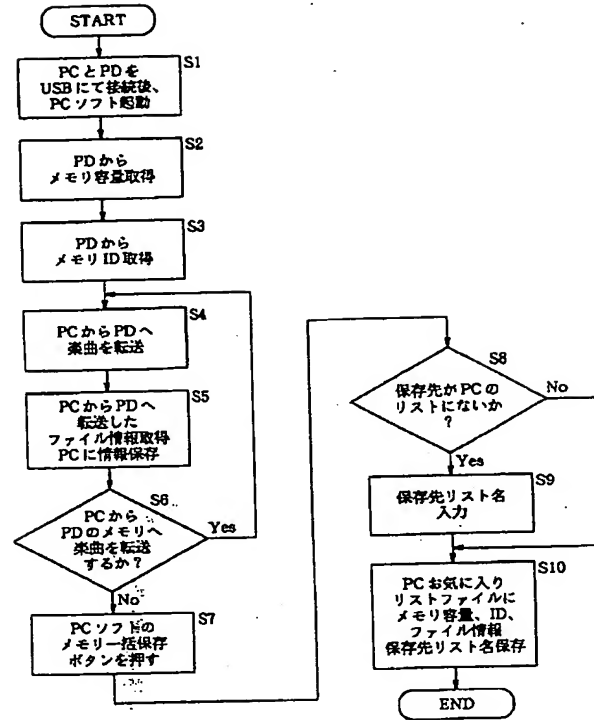 START
S1
PCとPDを
USBにて接続後、
PCソフト起動
S2
PDから
メモリ容量取得
S3
PDから
メモリID取得
S4
PCからPDへ
楽曲を転送
S5
PCからPDへ
転送した
ファイル情報取得
PCに情報保存
S6
PCから
PDのメモリへ
楽曲を転送
するか?
Yes
No
S7
PCソフトの
メモリ一括保存
ボタンを押す
S8
保存先がPCの
リストにないか
?
No
Yes
S9
保存先リスト名
入力
S10
PCお気に入り
リストファイルに
メモリ容量、ID、
ファイル情報
保存先リスト名保存
END